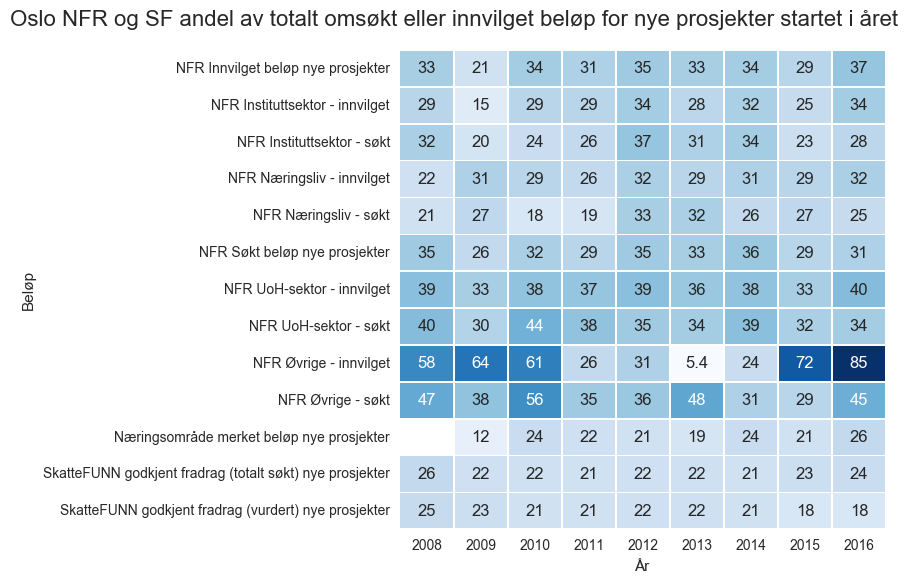 Oslo NFR og SF andel av totalt omsøkt eller innvilget beløp for nye prosjekter startet i året
NFR Innvilget beløp nye prosjekter 33 21 34 31 35 33 34 29 37
NFR Instituttsektor - innvilget 29 15 29 29 34 28 32 25 34
NFR Instituttsektor - søkt 32 20 24 26 37 31 34 23 28
NFR Næringsliv - innvilget 22 31 29 26 32 29 31 29 32
NFR Næringsliv - søkt 21 27 18 19 33 32 26 27 25
NFR Søkt beløp nye prosjekter 35 26 32 29 35 33 36 29 31
Beløp
NFR UoH-sektor - innvilget 39 33 38 37 39 36 38 33 40
NFR UoH-sektor - søkt 40 30 44 38 35 34 39 32 34
NFR Øvrige - innvilget 58 64 61 26 31 5.4 24 72 85
NFR Øvrige - søkt 47 38 56 35 36 48 31 29 45
Næringsområde merket beløp nye prosjekter 12 24 22 21 19 24 21 26
SkatteFUNN godkjent fradrag (totalt søkt) nye prosjekter 26 22 22 21 22 22 21 23 24
SkatteFUNN godkjent fradrag (vurdert) nye prosjekter 25 23 21 21 22 22 21 18 18
2008 2009 2010 2011 2012 2013 2014 2015 2016
År